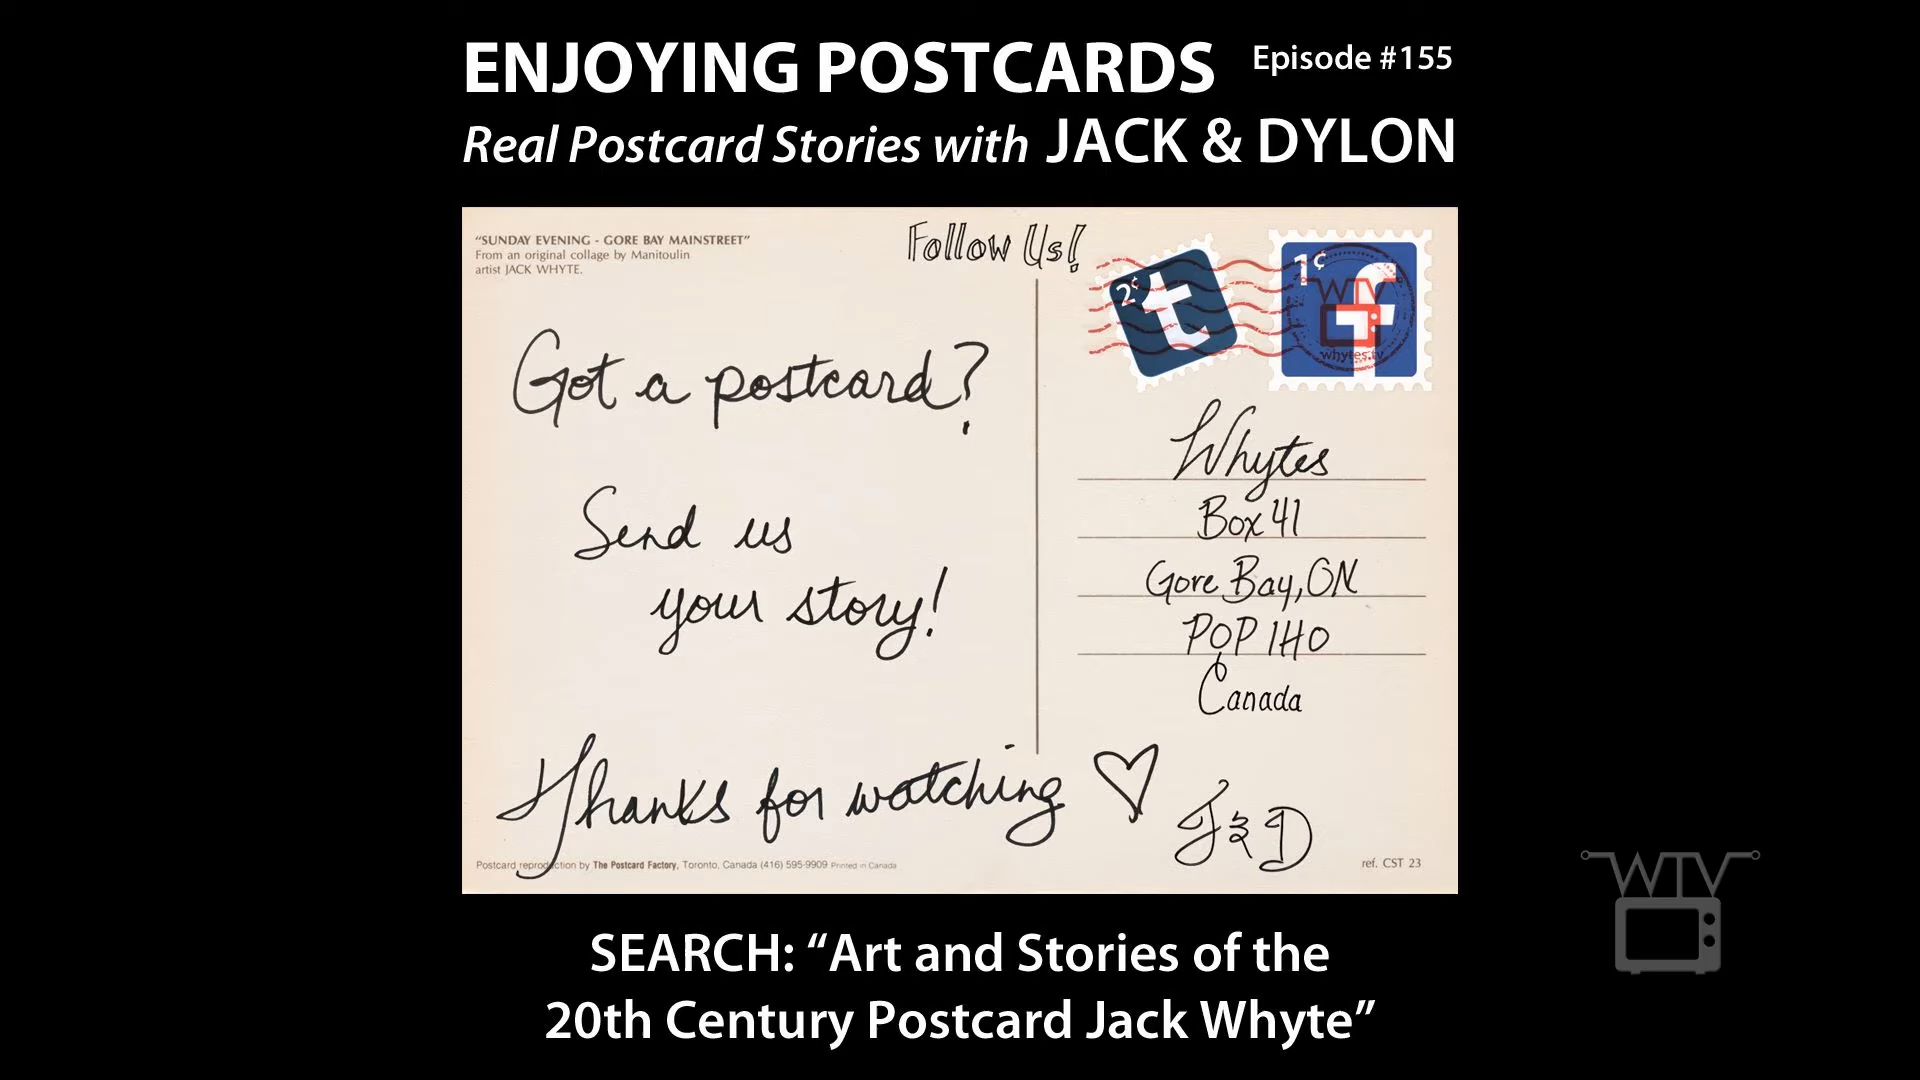 ENJOYING POSTCARDS Episode #155
Real Postcard Stories with JACK & DYLON
"SUNDAY EVENING - GORE BAY MAINSTREET"
From an original collage by Manitoulin
artist JACK WHYTE.
Follow Us!
2¢ t
1¢ f
WTV
whytes.tv
Got a postcard?
Send us
your story!
Whytes
Box 41
Gore Bay, ON
P0P 1H0
Canada
Thanks for watching ♡ J & D
Postcard reproduction by The Postcard Factory, Toronto, Canada (416) 595-9909 Printed in Canada
ref. CST 23
WTV
SEARCH: “Art and Stories of the
20th Century Postcard Jack Whyte”